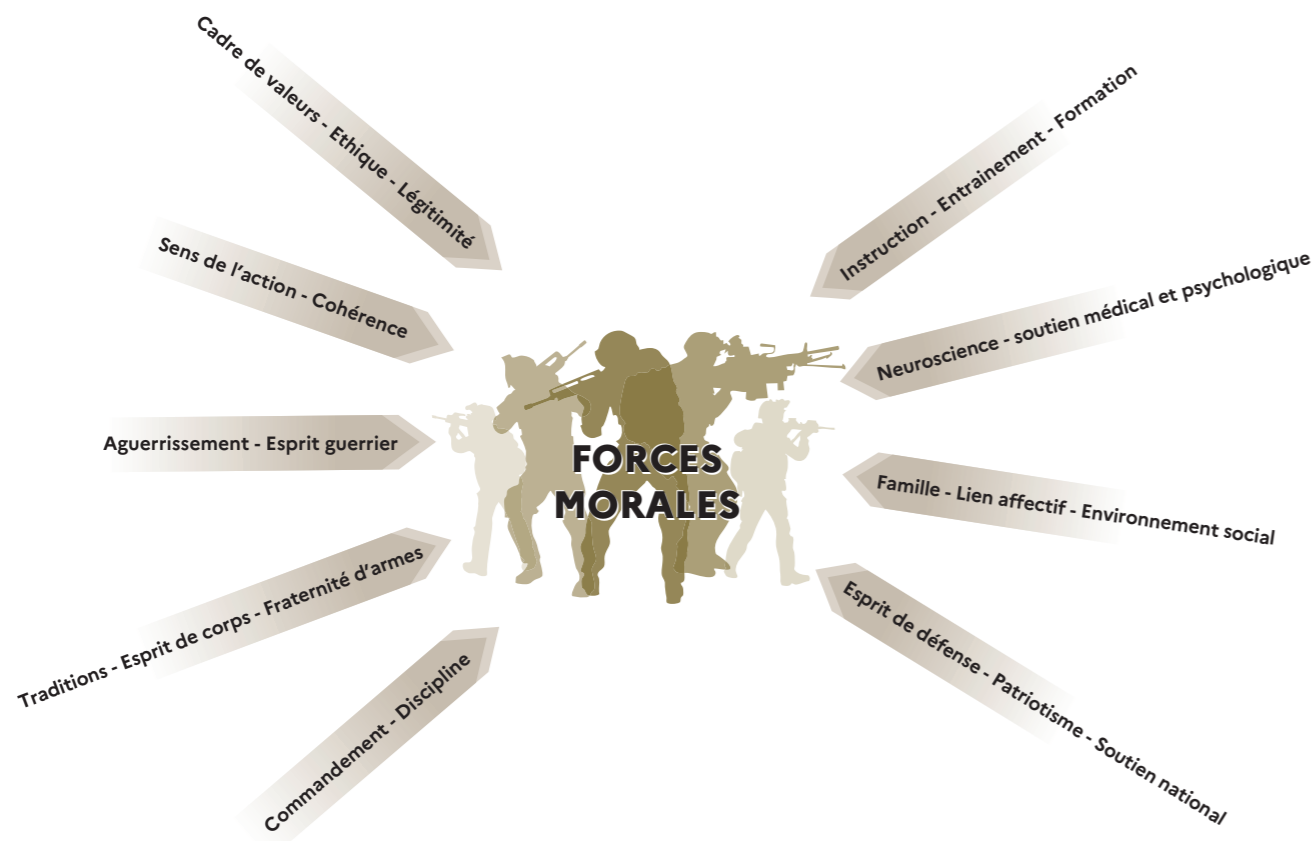 Cadre de valeurs - Ethique - Légitimité
Sens de l'action - Cohérence
Aguerrissement - Esprit guerrier
Traditions - Esprit de corps - Fraternité d'armes
Commandement - Discipline
FORCES
MORALES
Instruction - Entrainement - Formation
Neuroscience - soutien médical et psychologique
Famille - Lien affectif - Environnement social
Esprit de défense - Patriotisme - Soutien national